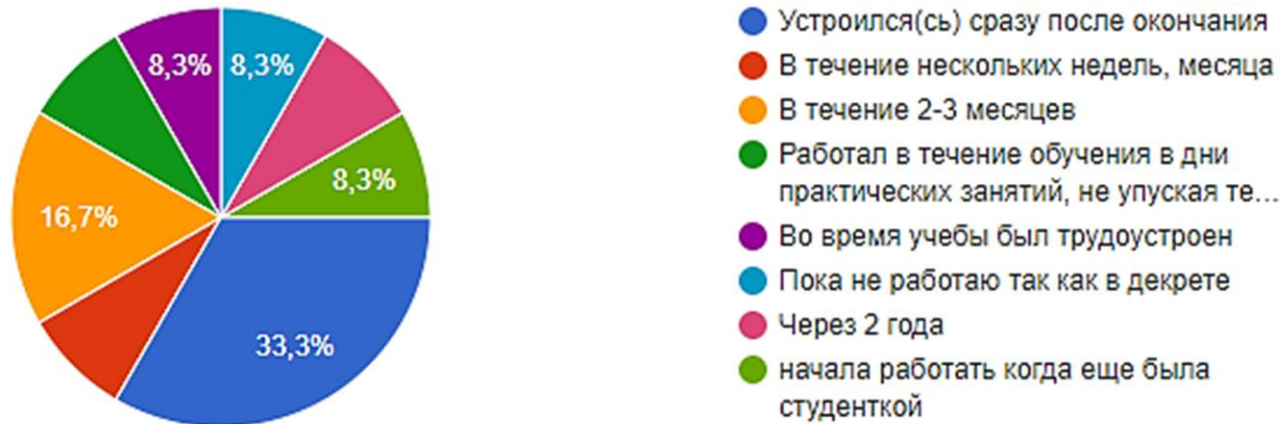 8,3%
8,3%
8,3%
16,7%
33,3%
Устроился(сь) сразу после окончания
В течение нескольких недель, месяца
В течение 2-3 месяцев
Работал в течение обучения в дни
практических занятий, не упуская те...
Во время учебы был трудоустроен
Пока не работаю так как в декрете
Через 2 года
начала работать когда еще была
студенткой